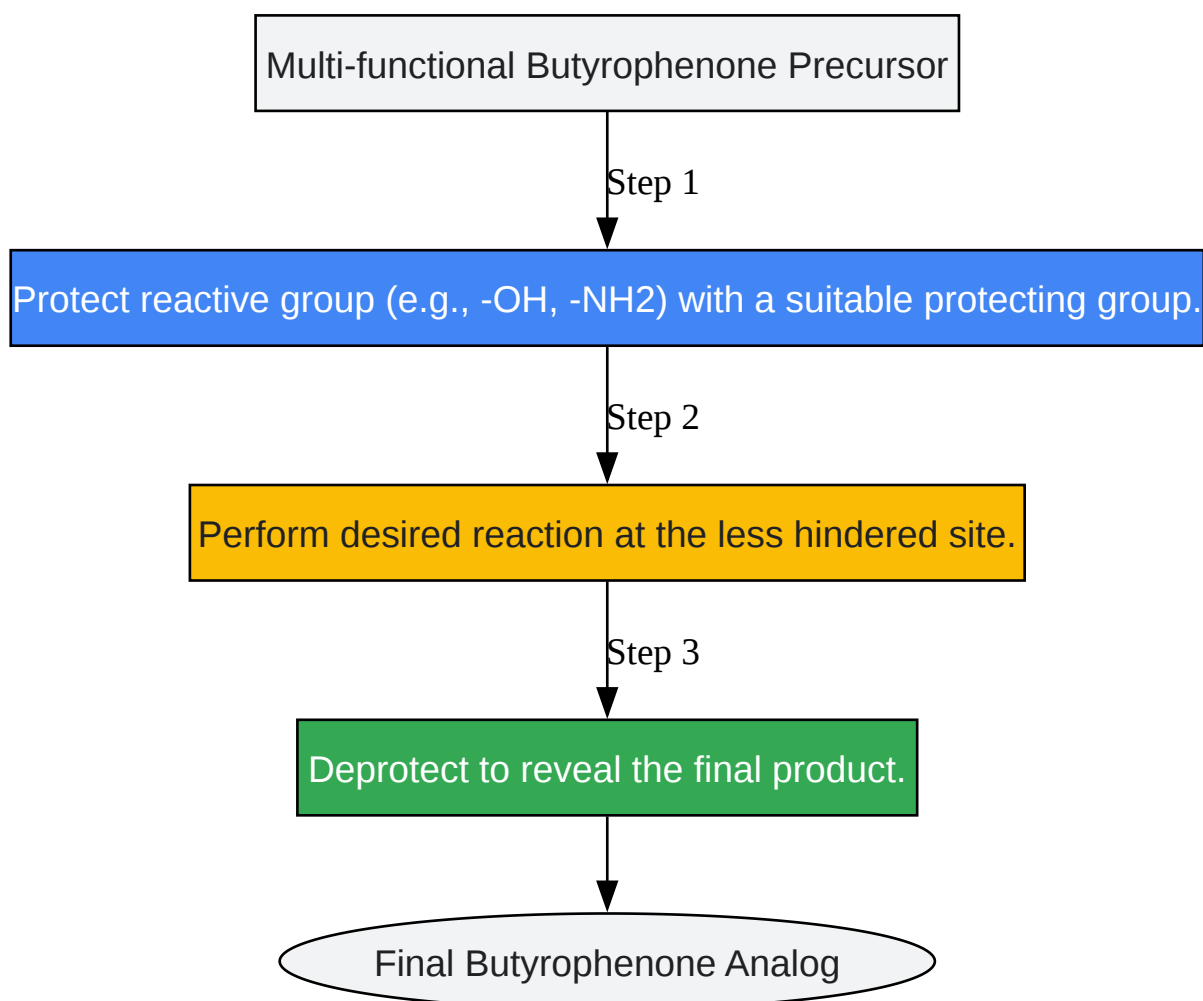 Multi-functional Butyrophenone Precursor
Step 1
Protect reactive group (e.g., -OH, -NH2) with a suitable protecting group.
Step 2
Perform desired reaction at the less hindered site.
Step 3
Deprotect to reveal the final product.
Final Butyrophenone Analog